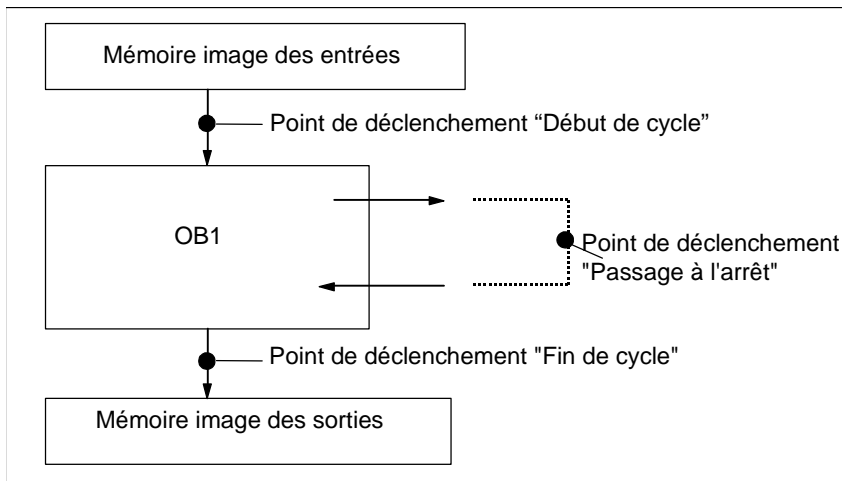 Mémoire image des entrées
Point de déclenchement “Début de cycle”
OB1
Point de déclenchement
"Passage à l'arrêt"
Point de déclenchement "Fin de cycle"
Mémoire image des sorties